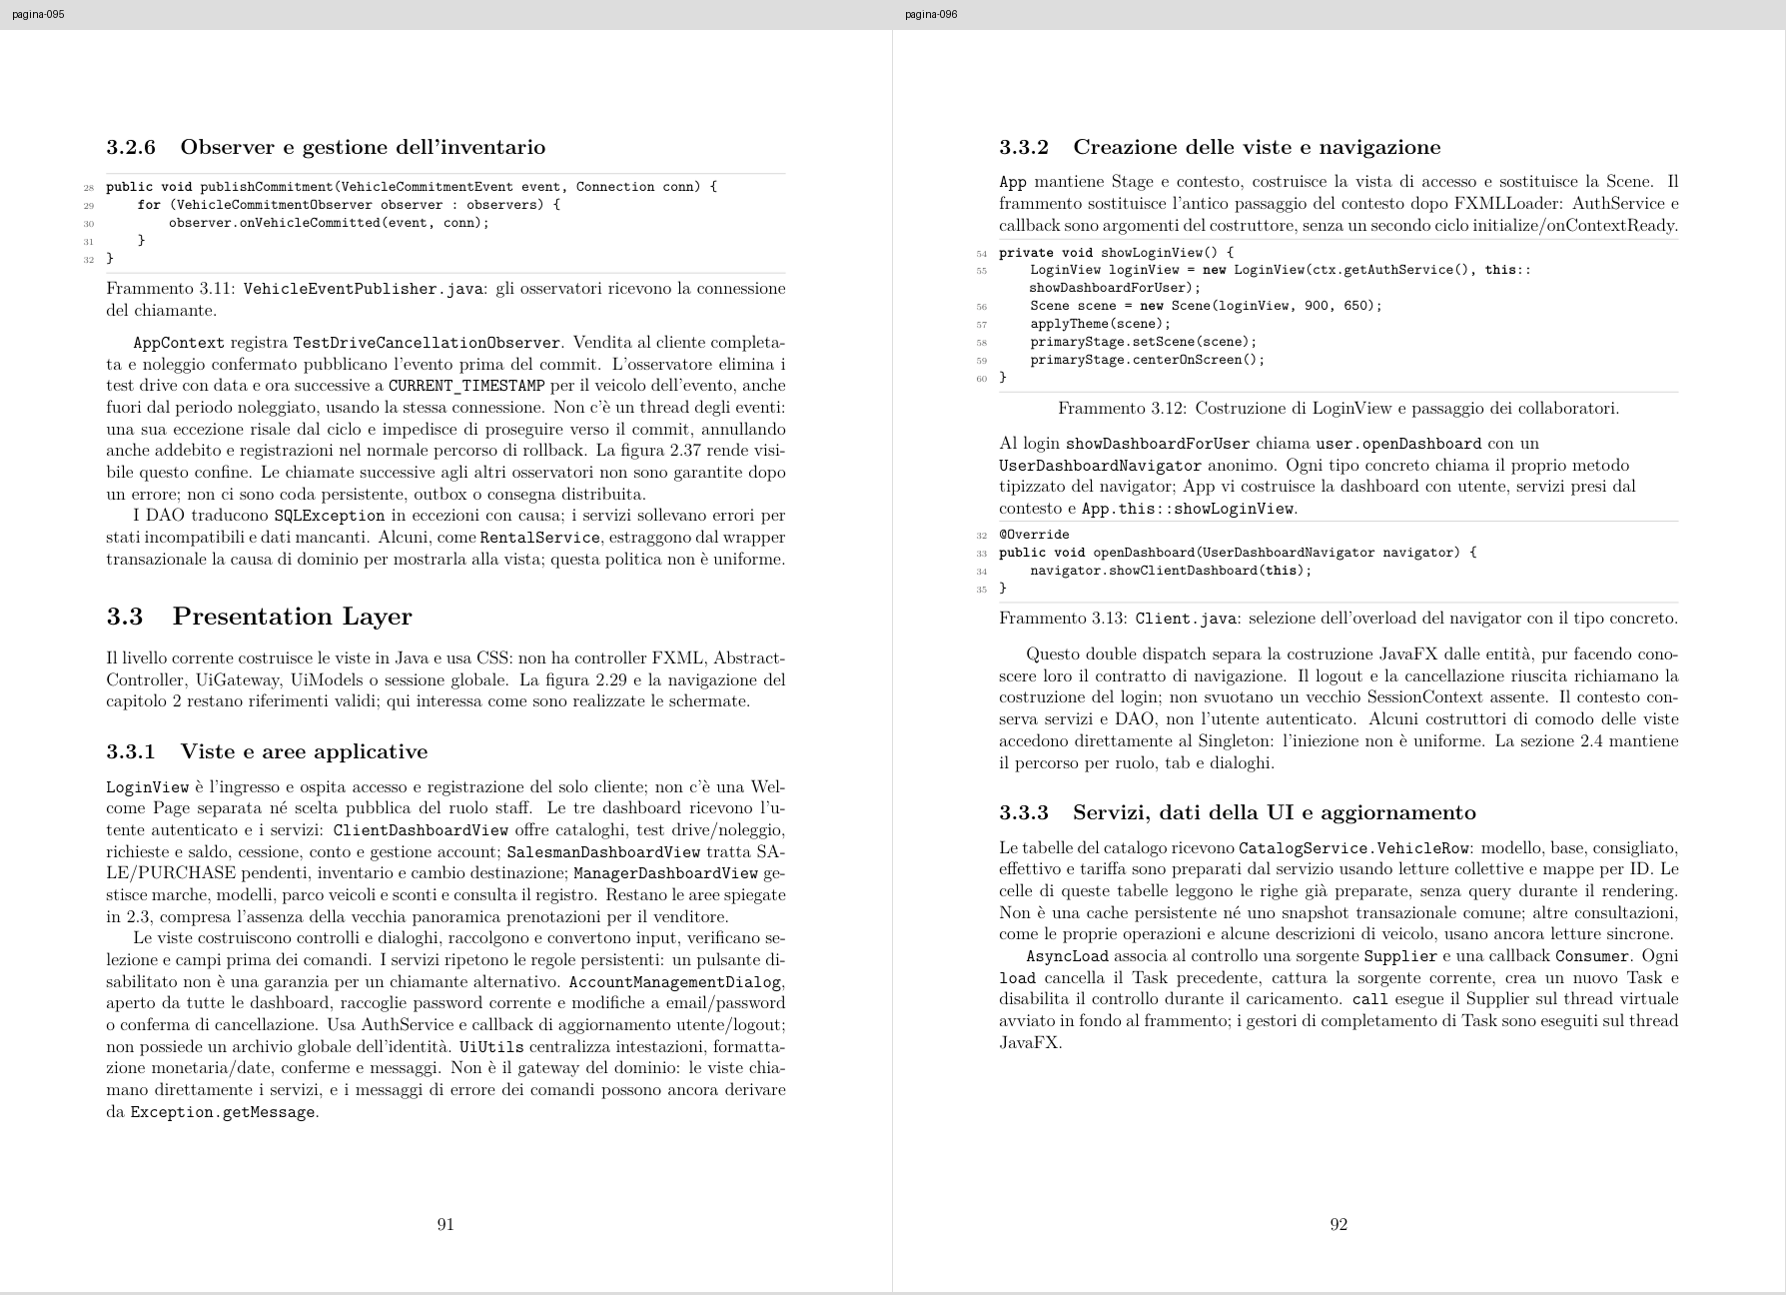 pagina-095
3.2.6 Observer e gestione dell'inventario
28 public void publishCommitment(VehicleCommitmentEvent event, Connection conn) {
29 for (VehicleCommitmentObserver observer : observers) {
30 observer.onVehicleCommitted(event, conn);
31 }
32 }
Frammento 3.11: VehicleEventPublisher.java: gli osservatori ricevono la connessione
del chiamante.
AppContext registra TestDriveCancellationObserver. Vendita al cliente completa-
ta e noleggio confermato pubblicano l'evento prima del commit. L'osservatore elimina i
test drive con data e ora successive a CURRENT_TIMESTAMP per il veicolo dell'evento, anche
fuori dal periodo noleggiato, usando la stessa connessione. Non c'è un thread degli eventi:
una sua eccezione risale dal ciclo e impedisce di proseguire verso il commit, annullando
anche addebito e registrazioni nel normale percorso di rollback. La figura 2.37 rende visi-
bile questo confine. Le chiamate successive agli altri osservatori non sono garantite dopo
un errore; non ci sono coda persistente, outbox o consegna distribuita.
I DAO traducono SQLException in eccezioni con causa; i servizi sollevano errori per
stati incompatibili e dati mancanti. Alcuni, come RentalService, estraggono dal wrapper
transazionale la causa di dominio per mostrarla alla vista; questa politica non è uniforme.
3.3 Presentation Layer
Il livello corrente costruisce le viste in Java e usa CSS: non ha controller FXML, Abstract-
Controller, UiGateway, UiModels o sessione globale. La figura 2.29 e la navigazione del
capitolo 2 restano riferimenti validi; qui interessa come sono realizzate le schermate.
3.3.1 Viste e aree applicative
LoginView è l'ingresso e ospita accesso e registrazione del solo cliente; non c'è una Wel-
come Page separata né scelta pubblica del ruolo staff. Le tre dashboard ricevono l'u-
tente autenticato e i servizi: ClientDashboardView offre cataloghi, test drive/noleggio,
richieste e saldo, cessione, conto e gestione account; SalesmanDashboardView tratta SA-
LE/PURCHASE pendenti, inventario e cambio destinazione; ManagerDashboardView ge-
stisce marche, modelli, parco veicoli e sconti e consulta il registro. Restano le aree spiegate
in 2.3, compresa l'assenza della vecchia panoramica prenotazioni per il venditore.
Le viste costruiscono controlli e dialoghi, raccolgono e convertono input, verificano se-
lezione e campi prima dei comandi. I servizi ripetono le regole persistenti: un pulsante di-
sabilitato non è una garanzia per un chiamante alternativo. AccountManagementDialog,
aperto da tutte le dashboard, raccoglie password corrente e modifiche a email/password
o conferma di cancellazione. Usa AuthService e callback di aggiornamento utente/logout;
non possiede un archivio globale dell'identità. UiUtils centralizza intestazioni, formatta-
zione monetaria/date, conferme e messaggi. Non è il gateway del dominio: le viste chia-
mano direttamente i servizi, e i messaggi di errore dei comandi possono ancora derivare
da Exception.getMessage.
91
pagina-096
3.3.2 Creazione delle viste e navigazione
App mantiene Stage e contesto, costruisce la vista di accesso e sostituisce la Scene. Il
frammento sostituisce l'antico passaggio del contesto dopo FXMLLoader: AuthService e
callback sono argomenti del costruttore, senza un secondo ciclo initialize/onContextReady.
54 private void showLoginView() {
55 LoginView loginView = new LoginView(ctx.getAuthService(), this::
showDashboardForUser);
56 Scene scene = new Scene(loginView, 900, 650);
57 applyTheme(scene);
58 primaryStage.setScene(scene);
59 primaryStage.centerOnScreen();
60 }
Frammento 3.12: Costruzione di LoginView e passaggio dei collaboratori.
Al login showDashboardForUser chiama user.openDashboard con un
UserDashboardNavigator anonimo. Ogni tipo concreto chiama il proprio metodo
tipizzato del navigator; App vi costruisce la dashboard con utente, servizi presi dal
contesto e App.this::showLoginView.
32 @Override
33 public void openDashboard(UserDashboardNavigator navigator) {
34 navigator.showClientDashboard(this);
35 }
Frammento 3.13: Client.java: selezione dell'overload del navigator con il tipo concreto.
Questo double dispatch separa la costruzione JavaFX dalle entità, pur facendo cono-
scere loro il contratto di navigazione. Il logout e la cancellazione riuscita richiamano la
costruzione del login; non svuotano un vecchio SessionContext assente. Il contesto con-
serva servizi e DAO, non l'utente autenticato. Alcuni costruttori di comodo delle viste
accedono direttamente al Singleton: l'iniezione non è uniforme. La sezione 2.4 mantiene
il percorso per ruolo, tab e dialoghi.
3.3.3 Servizi, dati della UI e aggiornamento
Le tabelle del catalogo ricevono CatalogService.VehicleRow: modello, base, consigliato,
effettivo e tariffa sono preparati dal servizio usando letture collettive e mappe per ID. Le
celle di queste tabelle leggono le righe già preparate, senza query durante il rendering.
Non è una cache persistente né uno snapshot transazionale comune; altre consultazioni,
come le proprie operazioni e alcune descrizioni di veicolo, usano ancora letture sincrone.
AsyncLoad associa al controllo una sorgente Supplier e una callback Consumer. Ogni
load cancella il Task precedente, cattura la sorgente corrente, crea un nuovo Task e
disabilita il controllo durante il caricamento. call esegue il Supplier sul thread virtuale
avviato in fondo al frammento; i gestori di completamento di Task sono eseguiti sul thread
JavaFX.
92